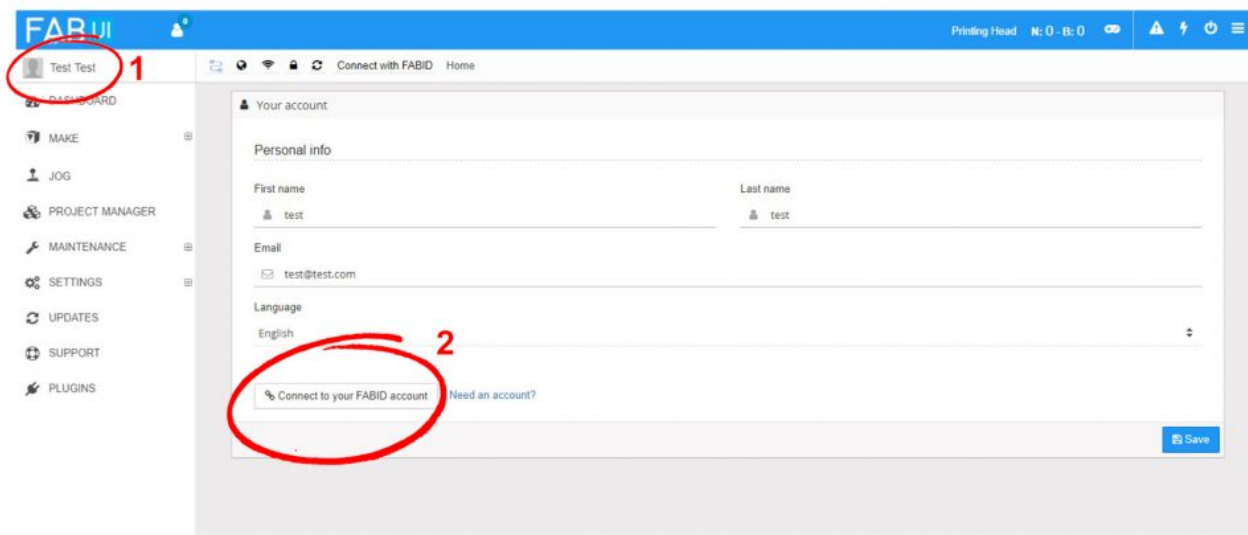 FABUI 0
Printing Head N: 0 - B: 0
Test Test 1
Connect with FABID Home
DASHBOARD
MAKE
JOG
PROJECT MANAGER
MAINTENANCE
SETTINGS
UPDATES
SUPPORT
PLUGINS
Your account
Personal info
First name
test
Last name
test
Email
test@test.com
Language
English
2
Connect to your FABID account Need an account?
Save